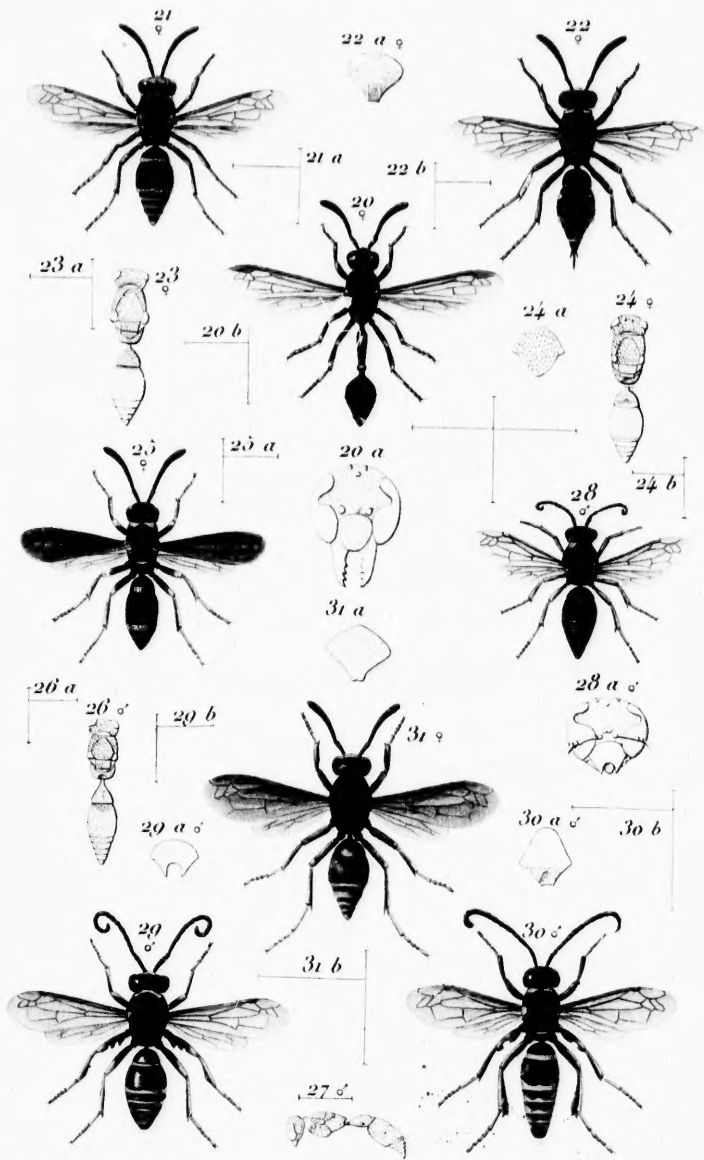 21 ♀
22 a ♀
22 ♀
21 a
22 b
20 ♀
23 a
23 ♀
24 a
24 ♀
20 b
25 ♀
25 a
20 a
24 b
28 ♂
31 a
26 a
26 ♂
29 b
28 a ♂
31 ♀
29 a ♂
30 a ♂
30 b
29 ♂
30 ♂
31 b
27 ♂